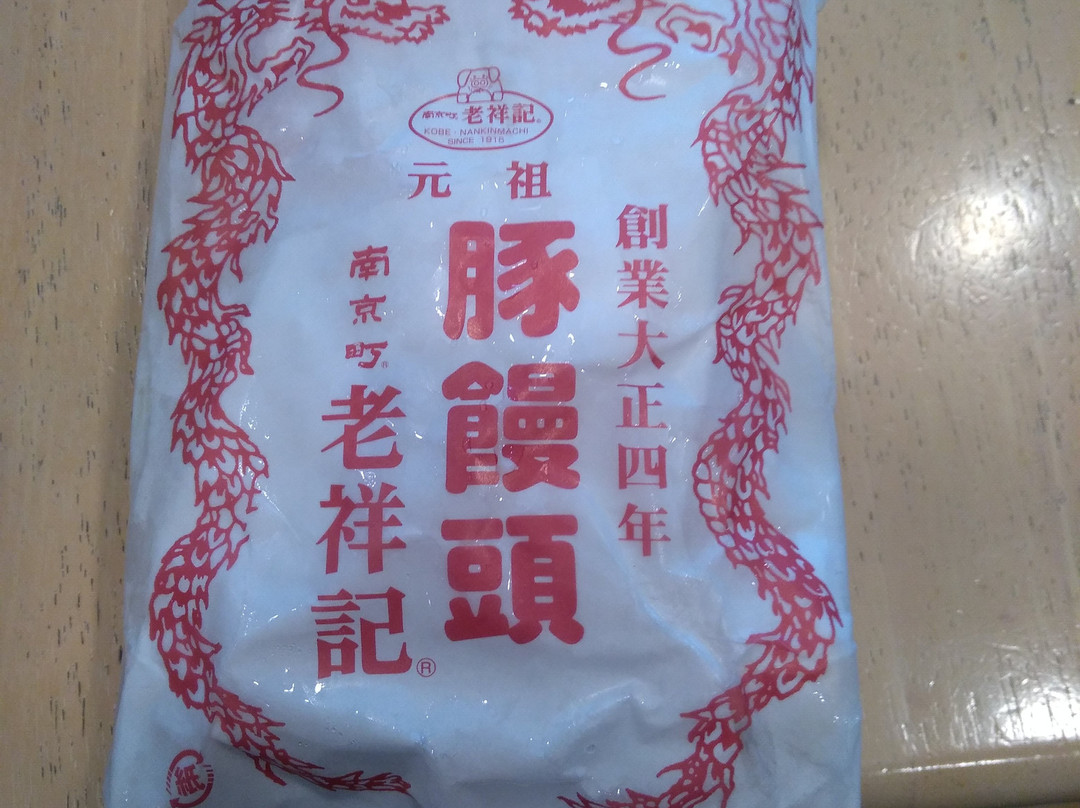 南京町 老祥記®
KOBE・NANKINMACHI
SINCE 1915
元祖
創業大正四年
豚饅頭
南京町®
老祥記®
紙